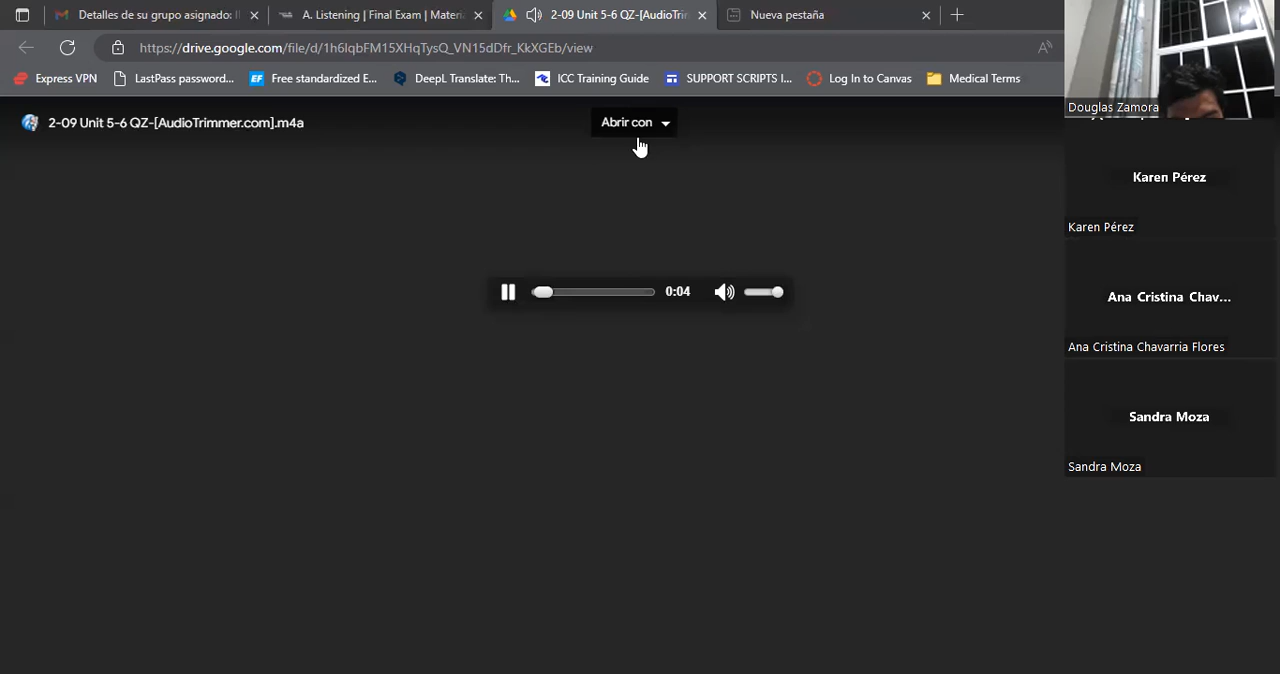 Detalles de su grupo asignado: I
A. Listening | Final Exam | Materia
2-09 Unit 5-6 QZ-[AudioTrim
Nueva pestaña
https://drive.google.com/file/d/1h6lqbFM15XHqTysQ_VN15dDfr_KkXGEb/view
Express VPN
LastPass password...
EF Free standardized E...
DeepL Translate: Th...
ICC Training Guide
SUPPORT SCRIPTS I...
Log In to Canvas
Medical Terms
2-09 Unit 5-6 QZ-[AudioTrimmer.com].m4a
Abrir con
0:04
Douglas Zamora
Karen Pérez
Karen Pérez
Ana Cristina Chav...
Ana Cristina Chavarria Flores
Sandra Moza
Sandra Moza